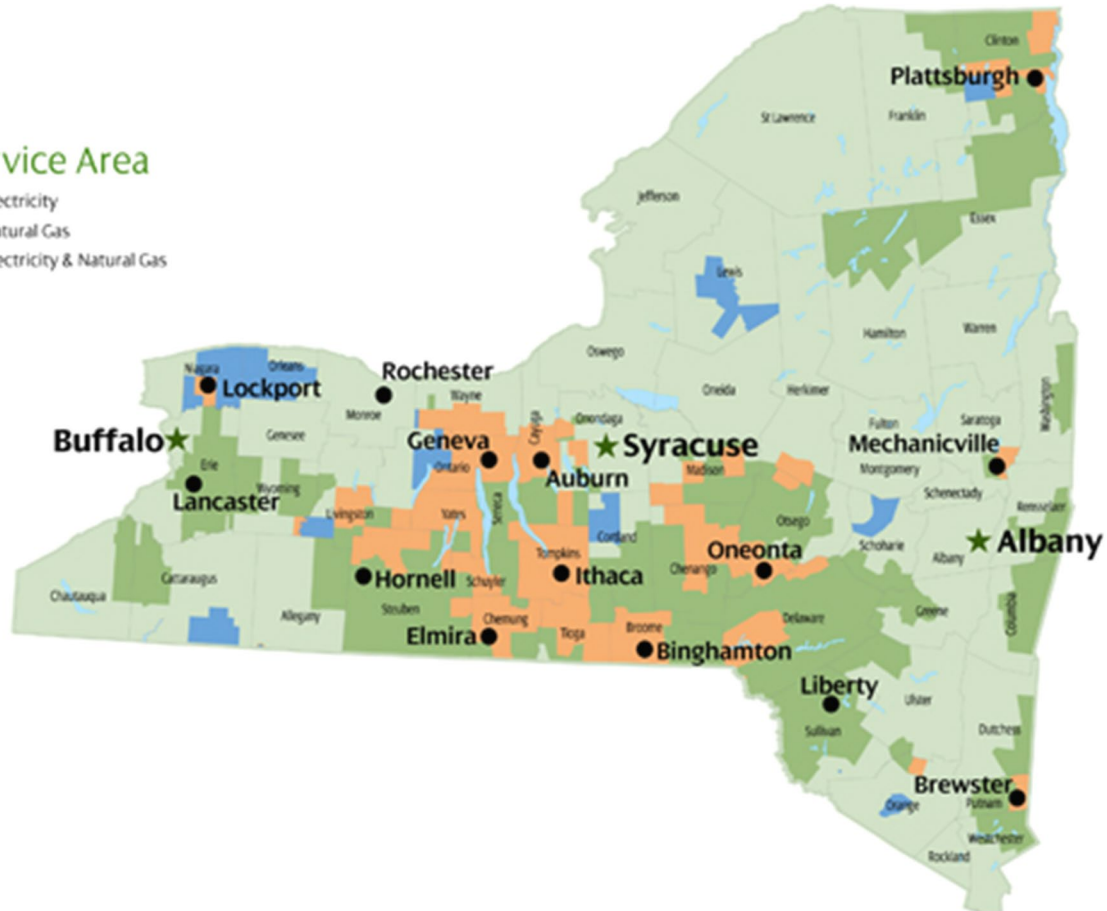 Clinton
Plattsburgh
St Lawrence
Franklin
vice Area
ectricity
Jefferson
Essex
tural Gas
ectricity & Natural Gas
Lewis
Hamilton
Warren
Oswego
Niagara
Orleans
Rochester
Lockport
Oneida
Herkimer
Washington
Wayne
Monroe
Cayuga
Onondaga
Fulton
Saratoga
Buffalo
Genesee
Geneva
Syracuse
Mechanicville
Erie
Ontario
Madison
Montgomery
Auburn
Lancaster
Wyoming
Schenectady
Livingston
Yates
Seneca
Otsego
Rensselaer
Cortland
Schoharie
Albany
Albany
Tompkins
Oneonta
Chenango
Cattaraugus
Hornell
Schuyler
Ithaca
Chautauqua
Steuben
Allegany
Chemung
Delaware
Greene
Columbia
Elmira
Tioga
Broome
Binghamton
Liberty
Ulster
Sullivan
Dutchess
Brewster
Orange
Putnam
Westchester
Rockland